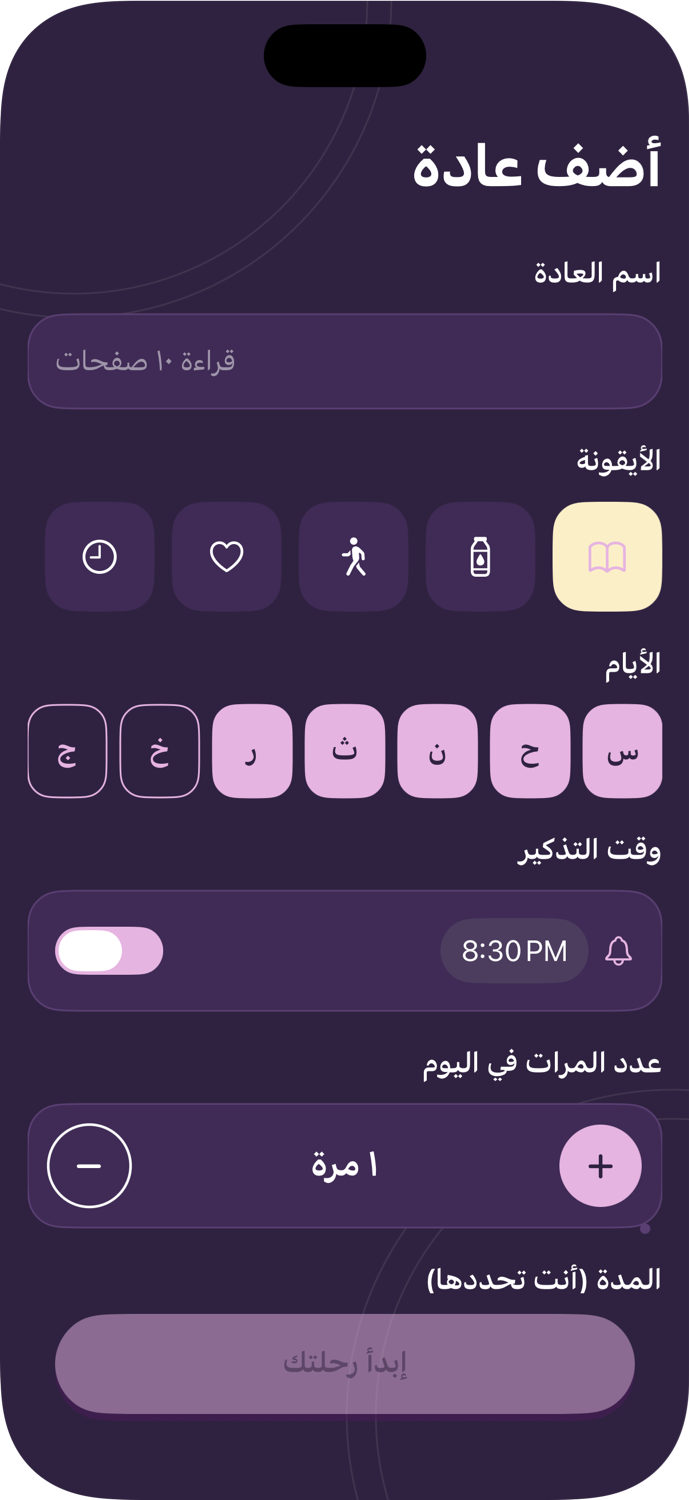 أضف عادة
اسم العادة
قراءة ١٠ صفحات
الأيقونة
الأيام
س ح ن ث ر خ ج
وقت التذكير
8:30 PM
عدد المرات في اليوم
١ مرة
المدة (أنت تحددها)
إبدأ رحلتك